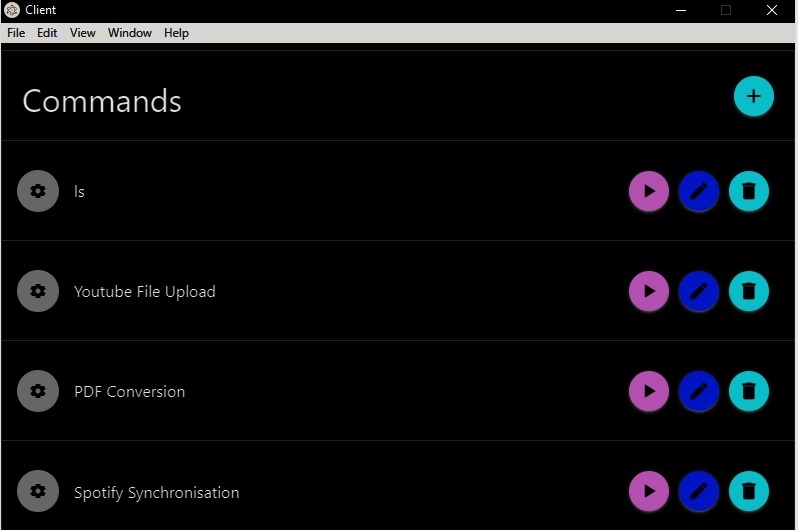 Client
File Edit View Window Help
Commands
ls
Youtube File Upload
PDF Conversion
Spotify Synchronisation